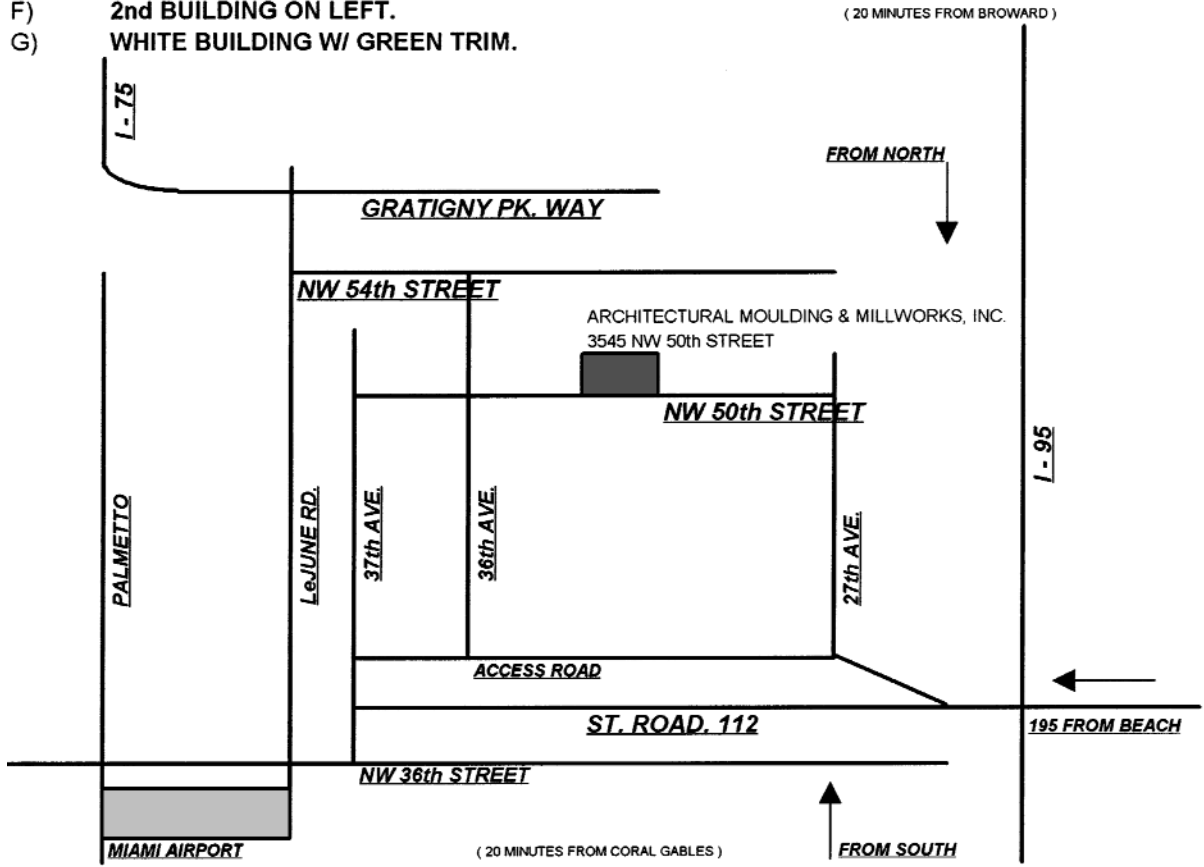 F) 2nd BUILDING ON LEFT.
( 20 MINUTES FROM BROWARD )
G) WHITE BUILDING W/ GREEN TRIM.
I - 75
FROM NORTH
GRATIGNY PK. WAY
NW 54th STREET
ARCHITECTURAL MOULDING & MILLWORKS, INC.
3545 NW 50th STREET
NW 50th STREET
I - 95
PALMETTO
LeJUNE RD.
37th AVE.
36th AVE.
27th AVE.
ACCESS ROAD
ST. ROAD. 112
195 FROM BEACH
NW 36th STREET
MIAMI AIRPORT
( 20 MINUTES FROM CORAL GABLES )
FROM SOUTH